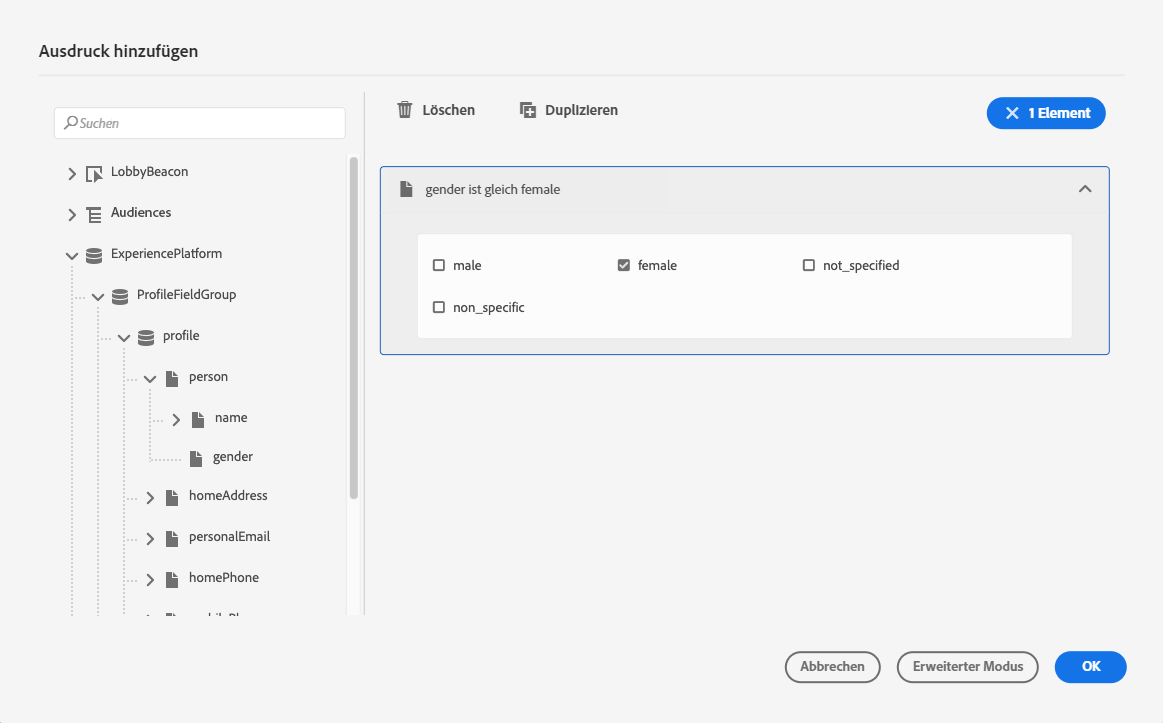 Ausdruck hinzufügen
Suchen
LobbyBeacon
Audiences
ExperiencePlatform
ProfileFieldGroup
profile
person
name
gender
homeAddress
personalEmail
homePhone
Löschen
Duplizieren
1 Element
gender ist gleich female
male
female
not_specified
non_specific
Abbrechen
Erweiterter Modus
OK